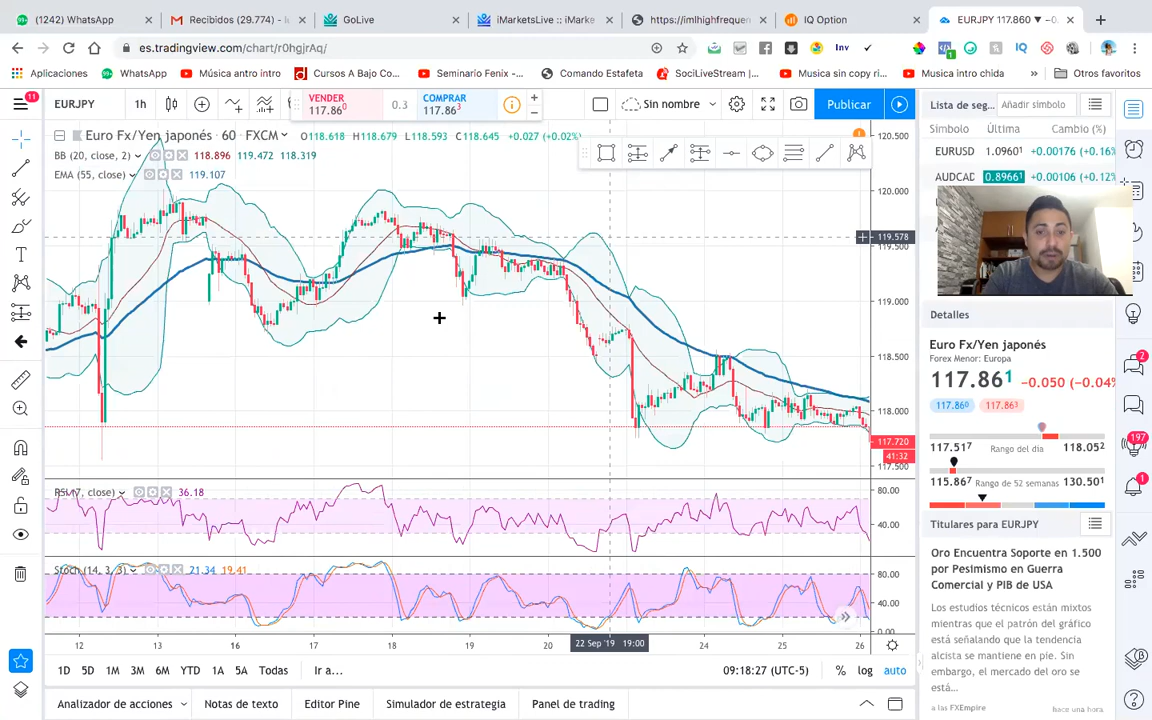 (1242) WhatsApp
Recibidos (29.774) -
GoLive
iMarketsLive :: iMarke
https://imlhighfrequen
IQ Option
EURJPY 117.860 ▼ −0.
es.tradingview.com/chart/r0hgjrAq/
Inv
Aplicaciones
WhatsApp
Música antro intro
Cursos A Bajo Co...
Seminario Fenix -...
Comando Estafeta
SociLiveStream |...
Musica sin copy ri...
Musica intro chida
»
Otros favoritos
11
EURJPY
1h
VENDER
117.86⁰
0.3
COMPRAR
117.86³
Sin nombre
Publicar
Lista de seg...
Añadir símbolo
Euro Fx/Yen japonés · 60 · FXCM
O118.618 H118.679 L118.593 C118.645 +0.027 (+0.02%)
BB (20, close, 2) 118.896 119.472 118.319
EMA (55, close) 119.107
Símbolo Última Cambio (%)
EURUSD 1.0960¹ +0.00176 (+0.16%
AUDCAD 0.8966¹ +0.00106 (+0.12%
120.500
120.000
119.578
119.500
119.000
118.500
118.000
117.720
41:32
117.500
Detalles
Euro Fx/Yen japonés
Forex Menor: Europa
117.86¹ −0.050 (−0.04%
117.86⁰ 117.86³
117.51⁷ Rango del día 118.05²
115.86⁷ Rango de 52 semanas 130.50¹
Titulares para EURJPY
Oro Encuentra Soporte en 1.500
por Pesimismo en Guerra
Comercial y PIB de USA
Los estudios técnicos están mixtos
mientras que el patrón del gráfico
está señalando que la tendencia
alcista se mantiene en pie. Sin
embargo, el mercado del oro se
está...
a las FXEmpire hace una hora
RSI (7, close) 36.18
80.00
40.00
Stoch (14, 3, 3) 21.34 19.41
80.00
40.00
0.00
12 13 16 17 18 19 20 22 Sep '19 19:00 24 25 26
1D 5D 1M 3M 6M YTD 1A 5A Todas Ir a...
09:18:27 (UTC-5) % log auto
Analizador de acciones
Notas de texto
Editor Pine
Simulador de estrategia
Panel de trading
2
197
1